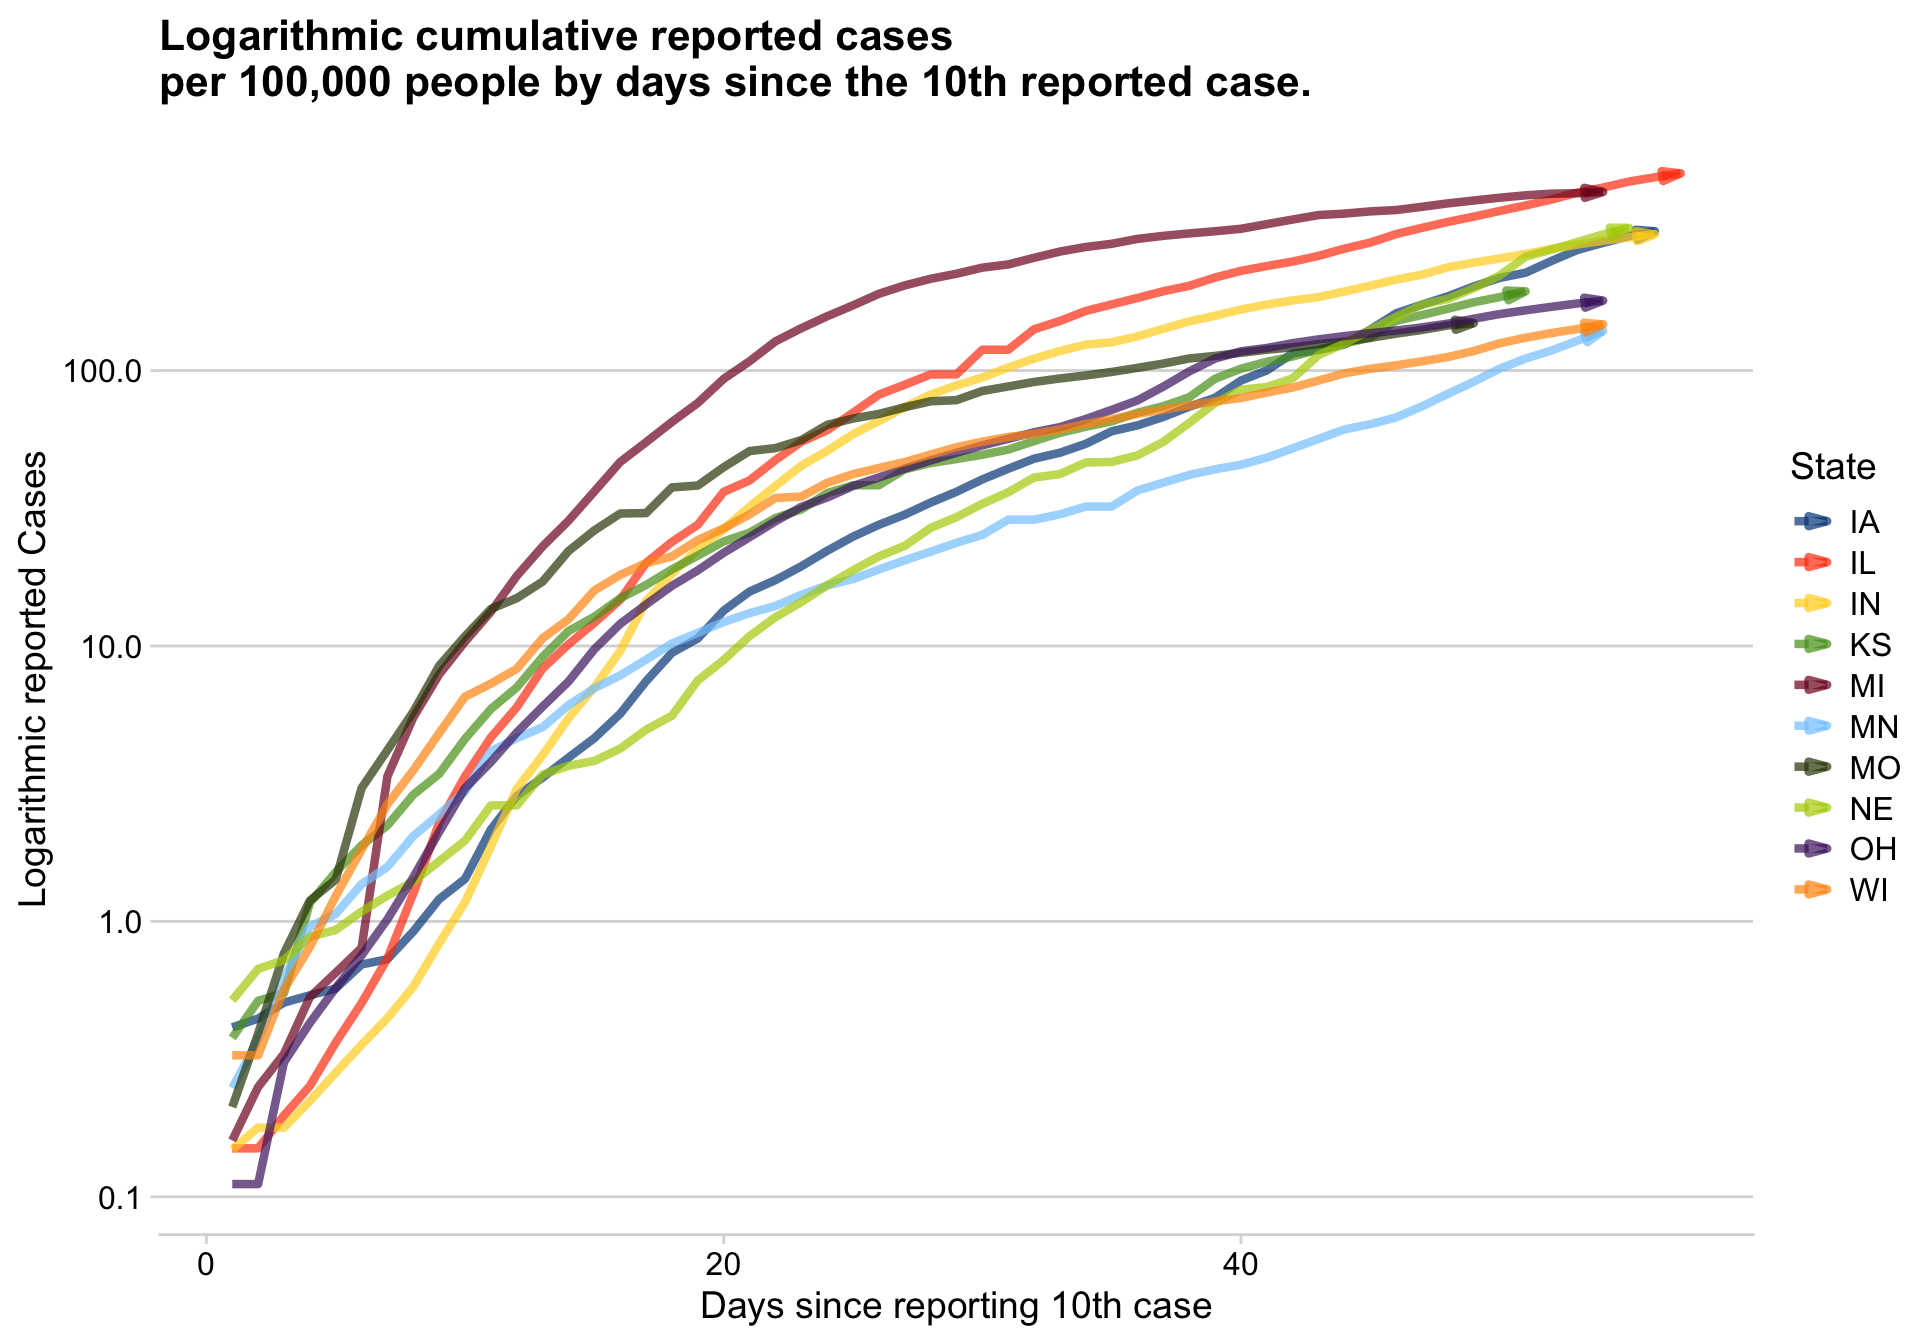 Logarithmic cumulative reported cases
per 100,000 people by days since the 10th reported case.
Logarithmic reported Cases
100.0
10.0
1.0
0.1
0
20
40
Days since reporting 10th case
State
IA
IL
IN
KS
MI
MN
MO
NE
OH
WI